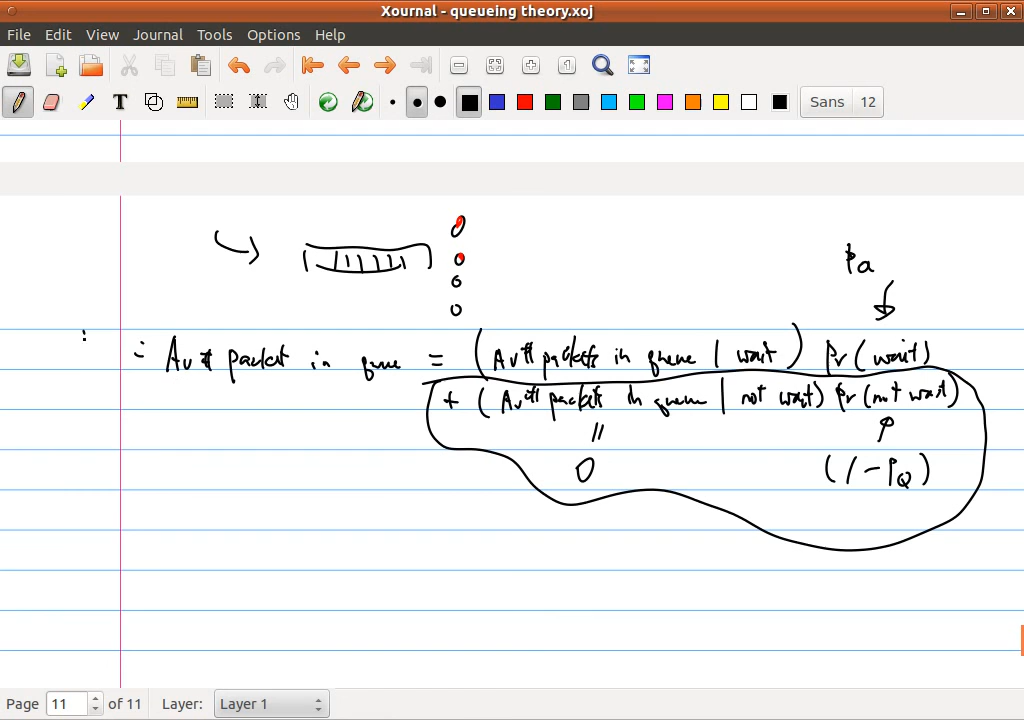 Xournal - queueing theory.xoj
File Edit View Journal Tools Options Help
Sans 12
Pa
∴ Av # packet in queue = (Av # packets in queue | wait) Pr (wait)
+ (Av # packets in queue | not wait) Pr (not wait)
=
0
(1 - PQ)
Page 11 of 11 Layer: Layer 1